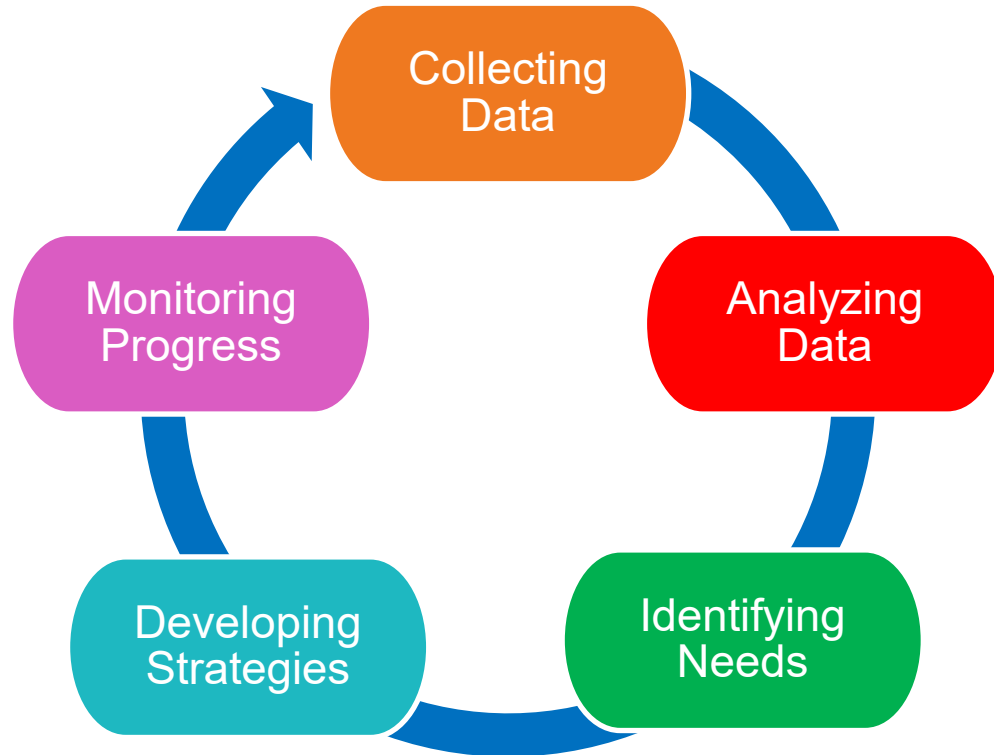 Collecting
Data
Analyzing
Data
Identifying
Needs
Developing
Strategies
Monitoring
Progress